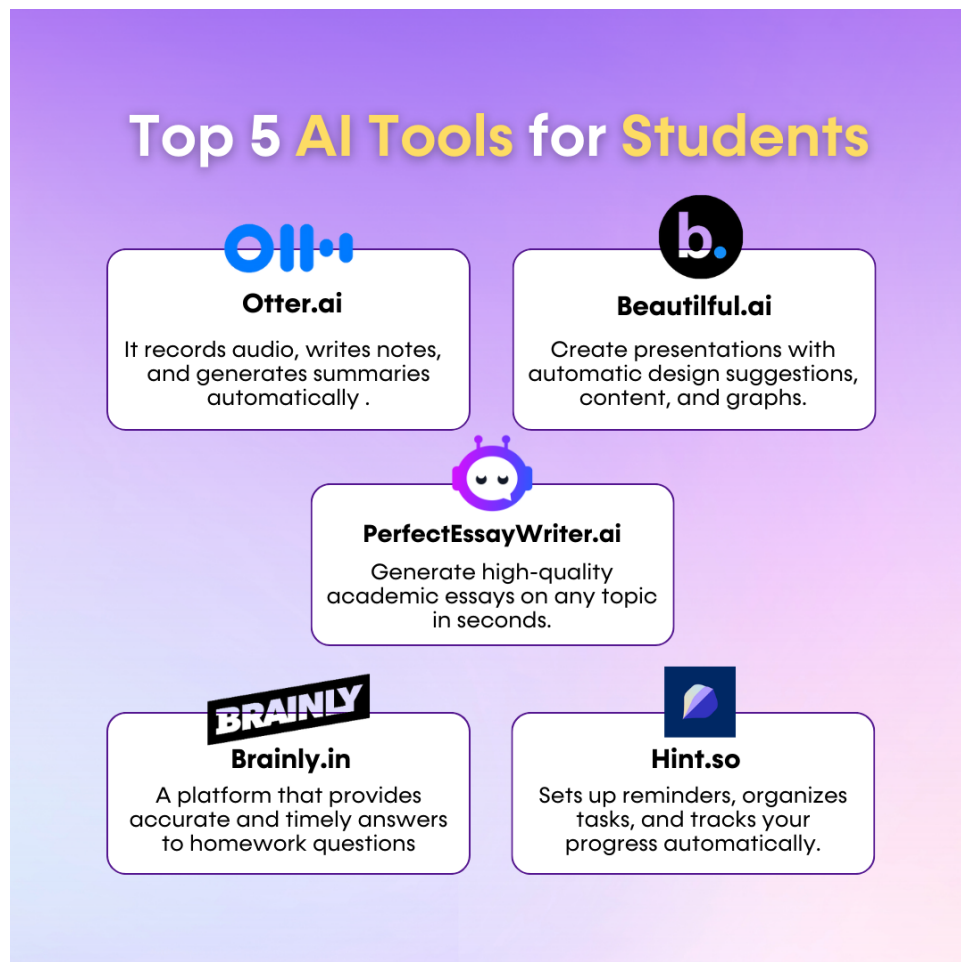 Top 5 AI Tools for Students
Otter.ai
It records audio, writes notes,
and generates summaries
automatically .
b.
Beautilful.ai
Create presentations with
automatic design suggestions,
content, and graphs.
PerfectEssayWriter.ai
Generate high-quality
academic essays on any topic
in seconds.
BRAINLY
Brainly.in
A platform that provides
accurate and timely answers
to homework questions
Hint.so
Sets up reminders, organizes
tasks, and tracks your
progress automatically.